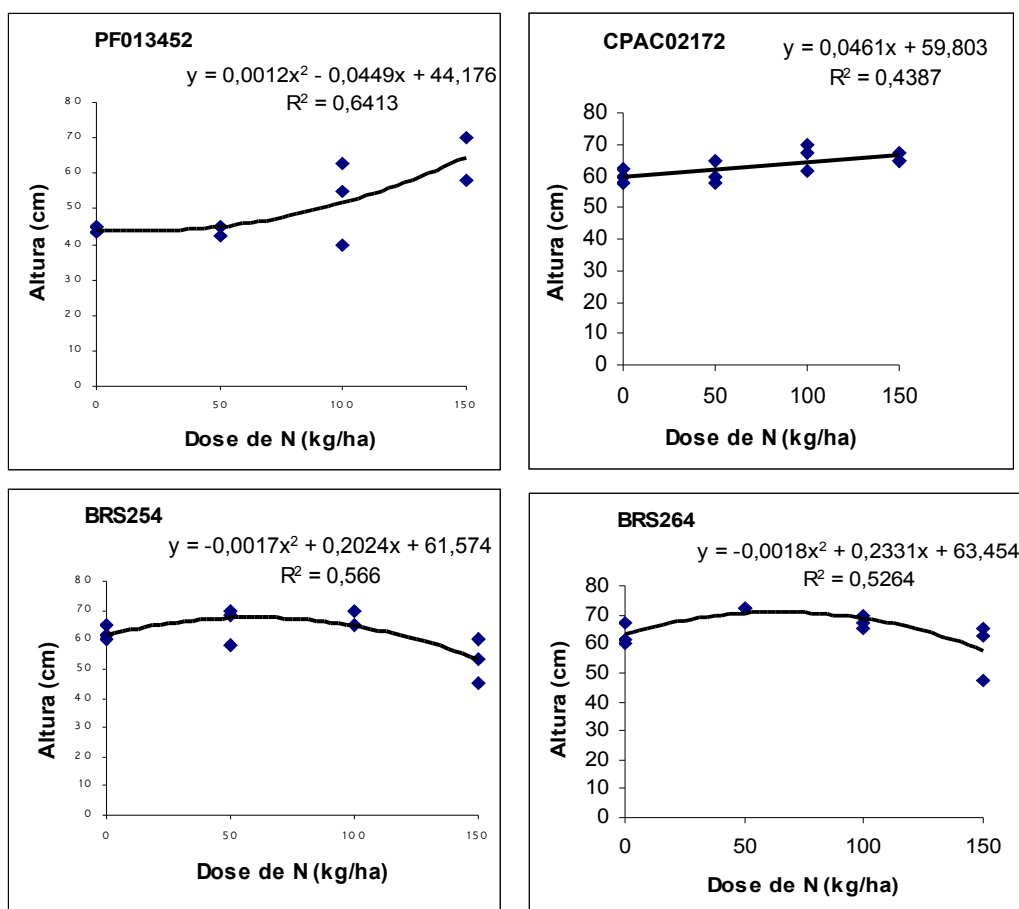 PF013452
y = 0,0012x² - 0,0449x + 44,176
R² = 0,6413
80
70
60
50
40
30
20
10
0
0 50 100 150
Altura (cm)
Dose de N (kg/ha)
CPAC02172
y = 0,0461x + 59,803
R² = 0,4387
80
70
60
50
40
30
20
10
0
0 50 100 150
Altura (cm)
Dose de N (kg/ha)
BRS254
y = -0,0017x² + 0,2024x + 61,574
R² = 0,566
80
70
60
50
40
30
20
10
0
0 50 100 150
Altura (cm)
Dose de N (kg/ha)
BRS264
y = -0,0018x² + 0,2331x + 63,454
R² = 0,5264
80
70
60
50
40
30
20
10
0
0 50 100 150
Altura (cm)
Dose de N (kg/ha)